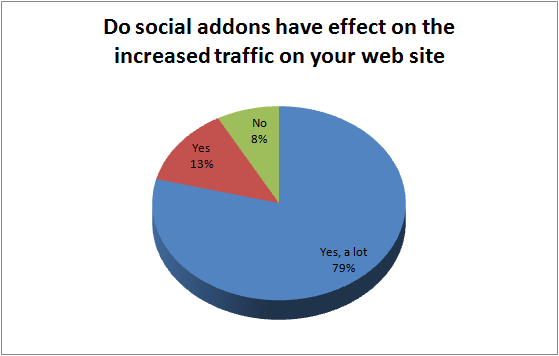 Do social addons have effect on the
increased traffic on your web site
No
8%
Yes
13%
Yes, a lot
79%